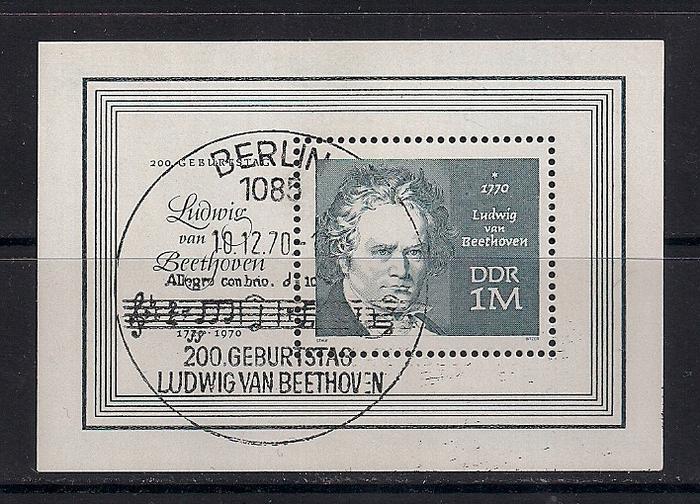 BERLIN
1085
200. GEBURTSTAG
Ludwig
van
Beethoven
10.12.70
Allegro con brio.
1770-1970
200.GEBURTSTAG
LUDWIG VAN BEETHOVEN
* 1770
Ludwig
van
Beethoven
DDR
1M